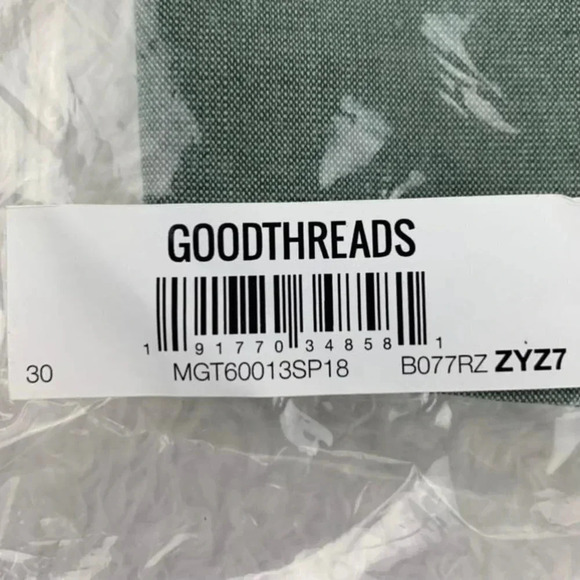 GOODTHREADS
1 91770 34858 1
30 MGT60013SP18 B077RZ ZYZ7